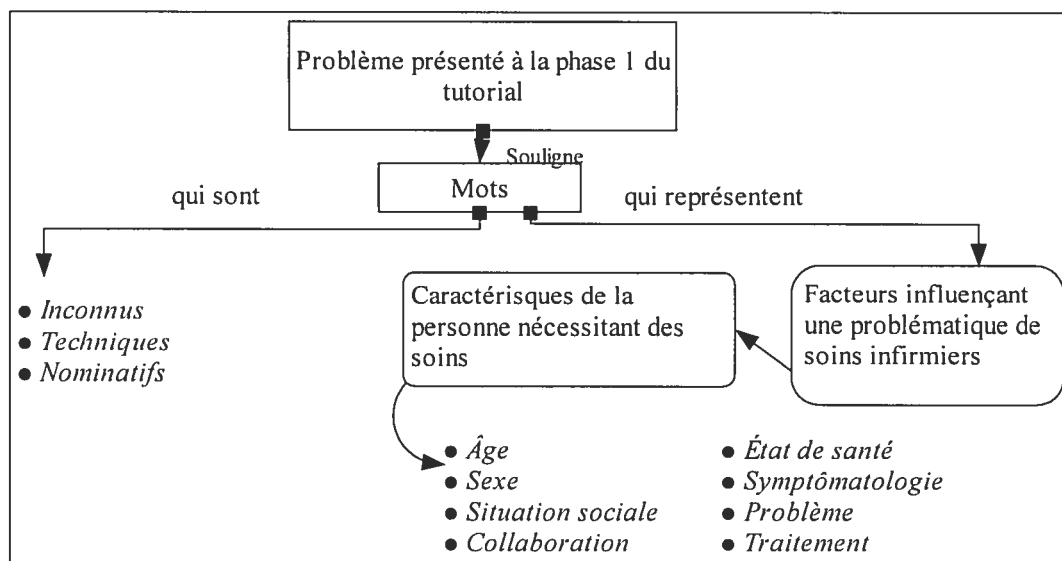 Problème présenté à la phase 1 du
tutorial
Souligne
Mots
qui sont
qui représentent
● Inconnus
● Techniques
● Nominatifs
Caractérisques de la
personne nécessitant des
soins
Facteurs influençant
une problématique de
soins infirmiers
● Âge
● Sexe
● Situation sociale
● Collaboration
● État de santé
● Symptômatologie
● Problème
● Traitement